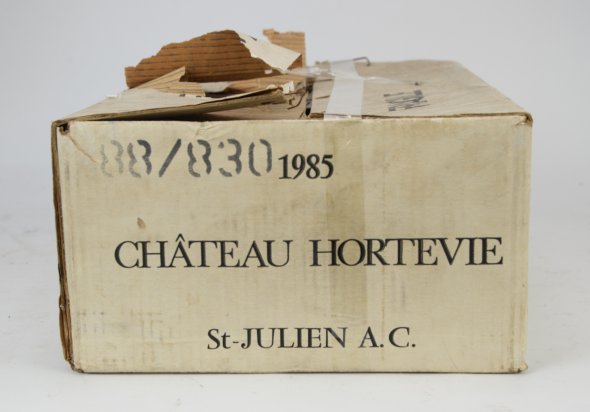 88/830 1985
CHÂTEAU HORTEVIE
St-JULIEN A.C.